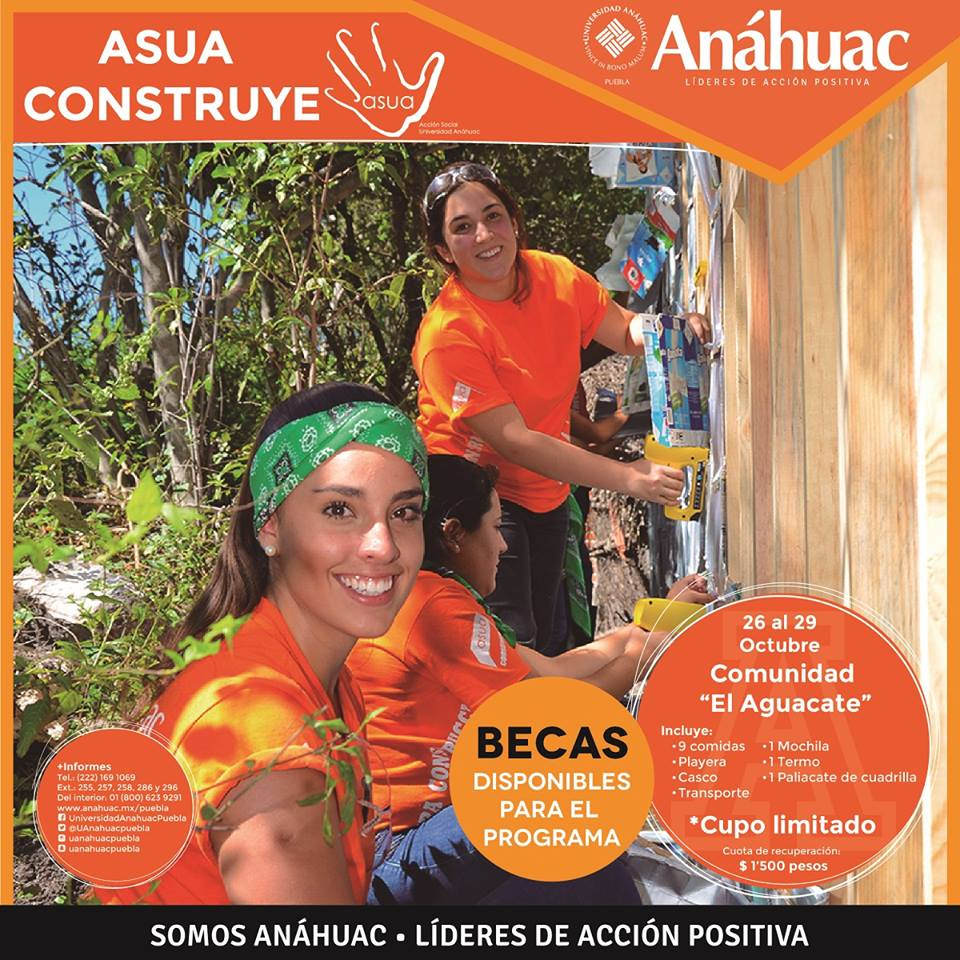 ASUA
CONSTRUYE
asua
Acción Social
Universidad Anáhuac
UNIVERSIDAD ANÁHUAC
VINCE IN BONO MALUM
PUEBLA
Anáhuac
LÍDERES DE ACCIÓN POSITIVA
26 al 29
Octubre
Comunidad
“El Aguacate”
Incluye:
•9 comidas •1 Mochila
•Playera •1 Termo
•Casco •1 Paliacate de cuadrilla
•Transporte
*Cupo limitado
Cuota de recuperación:
$ 1'500 pesos
BECAS
DISPONIBLES
PARA EL
PROGRAMA
+Informes
Tel.: (222) 169 1069
Ext.: 255, 257, 258, 286 y 296
Del interior: 01 (800) 623 9291
www.anahuac.mx/puebla
UniversidadAnáhuacPuebla
@UAnahuacpuebla
uanahuacpuebla
uanahuacpuebla
SOMOS ANÁHUAC • LÍDERES DE ACCIÓN POSITIVA